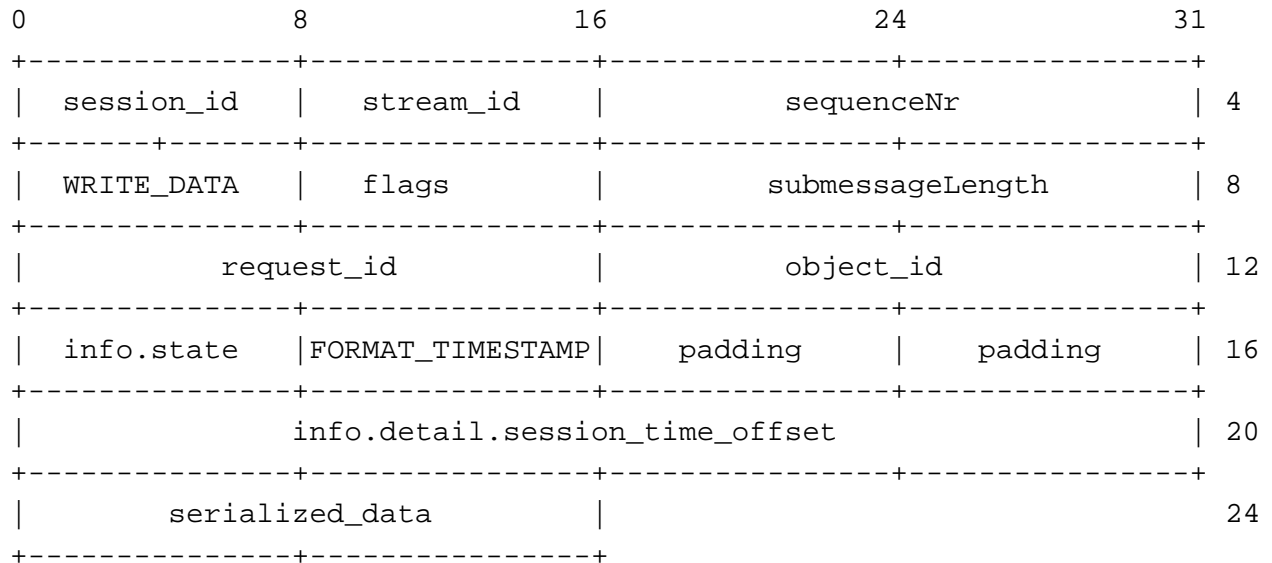 0 8 16 24 31
+---------------+---------------+---------------+---------------+
| session_id | stream_id | sequenceNr | 4
+-------+-------+---------------+---------------+---------------+
| WRITE_DATA | flags | submessageLength | 8
+---------------+---------------+---------------+---------------+
| request_id | object_id | 12
+---------------+---------------+---------------+---------------+
| info.state |FORMAT_TIMESTAMP| padding | padding | 16
+---------------+---------------+---------------+---------------+
| info.detail.session_time_offset | 20
+---------------+---------------+---------------+---------------+
| serialized_data | 24
+---------------+---------------+